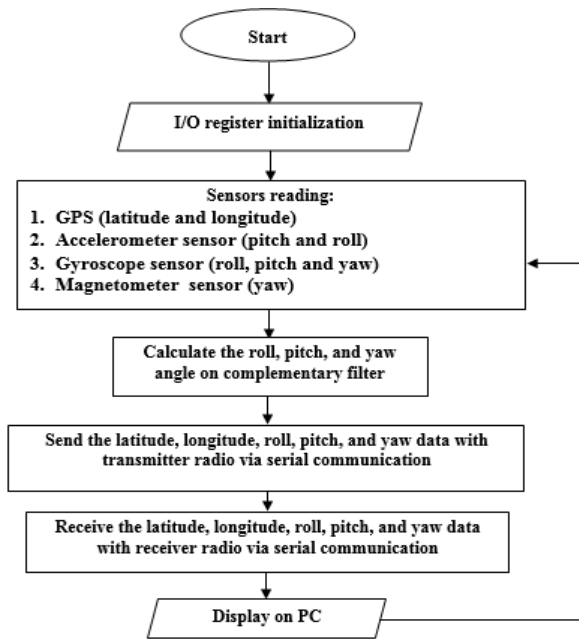 Start
I/O register initialization
Sensors reading:
1. GPS (latitude and longitude)
2. Accelerometer sensor (pitch and roll)
3. Gyroscope sensor (roll, pitch and yaw)
4. Magnetometer sensor (yaw)
Calculate the roll, pitch, and yaw
angle on complementary filter
Send the latitude, longitude, roll, pitch, and yaw data with
transmitter radio via serial communication
Receive the latitude, longitude, roll, pitch, and yaw data
with receiver radio via serial communication
Display on PC